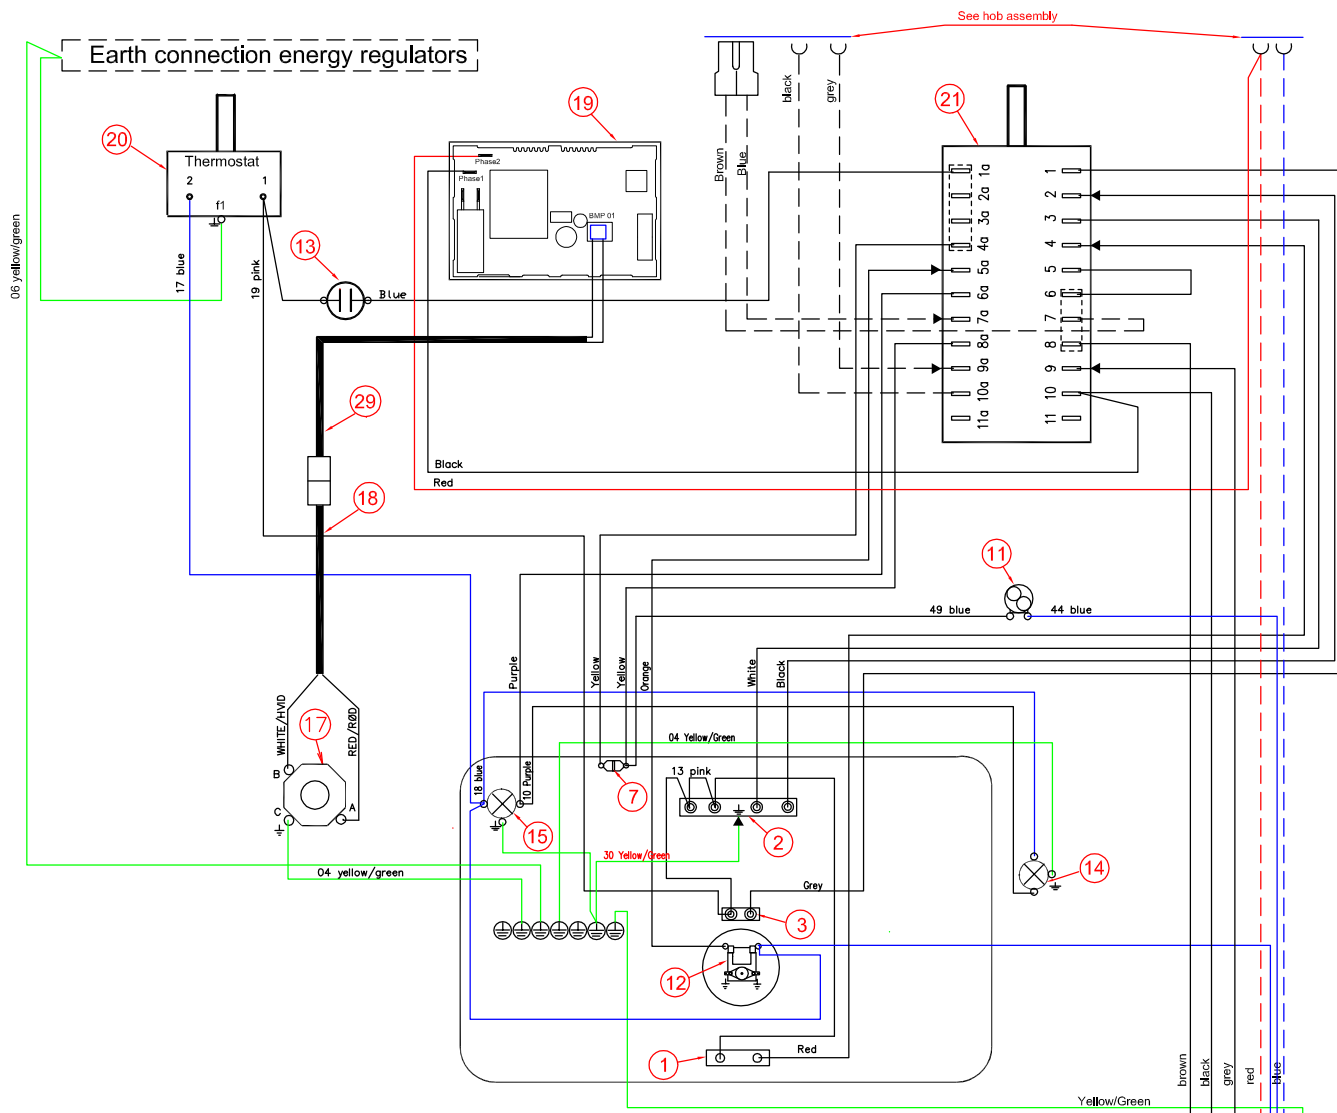 See hob assembly
Earth connection energy regulators
19
21
20
black
grey
Thermostat
2
1
f1
Phase2
Phase1
BMP 01
Brown
Blue
1a
2a
3a
4a
5a
6a
7a
8a
9a
10a
11a
1
2
3
4
5
6
7
8
9
10
11
06 yellow/green
17 blue
19 pink
13
Blue
29
Black
Red
18
11
49 blue
44 blue
Purple
Yellow
Yellow
Orange
White
Black
WHITE/HVID
17
RED/RØD
04 Yellow/Green
B
C
A
18 blue
10 Purple
13 pink
7
15
2
30 Yellow/Green
04 yellow/green
14
Grey
3
12
1
Red
brown
black
grey
red
blue
Yellow/Green